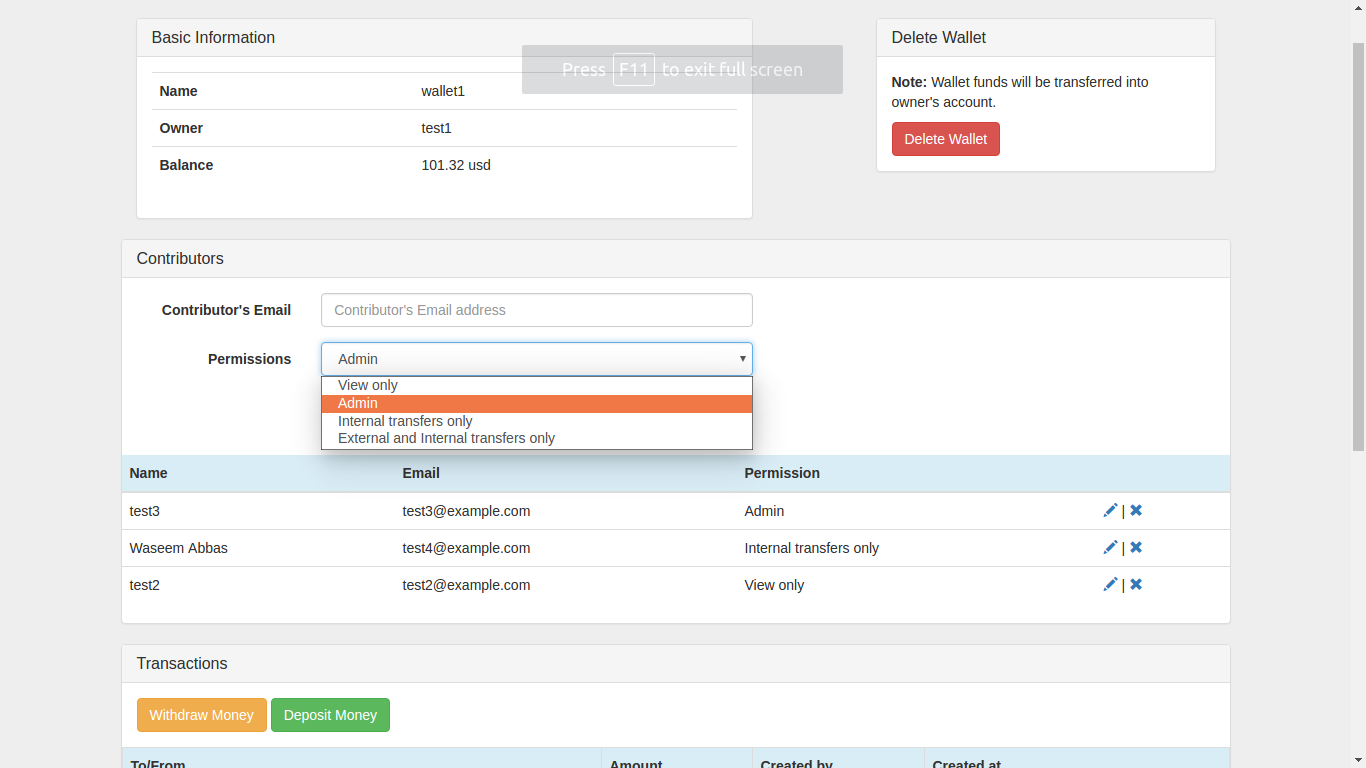 Basic Information
Press F11 to exit full screen
Name wallet1
Owner test1
Balance 101.32 usd
Delete Wallet
Note: Wallet funds will be transferred into
owner's account.
Delete Wallet
Contributors
Contributor's Email Contributor's Email address
Permissions Admin
View only
Admin
Internal transfers only
External and Internal transfers only
Name Email Permission
test3 test3@example.com Admin |
Waseem Abbas test4@example.com Internal transfers only |
test2 test2@example.com View only |
Transactions
Withdraw Money Deposit Money
To/From Amount Created by Created at